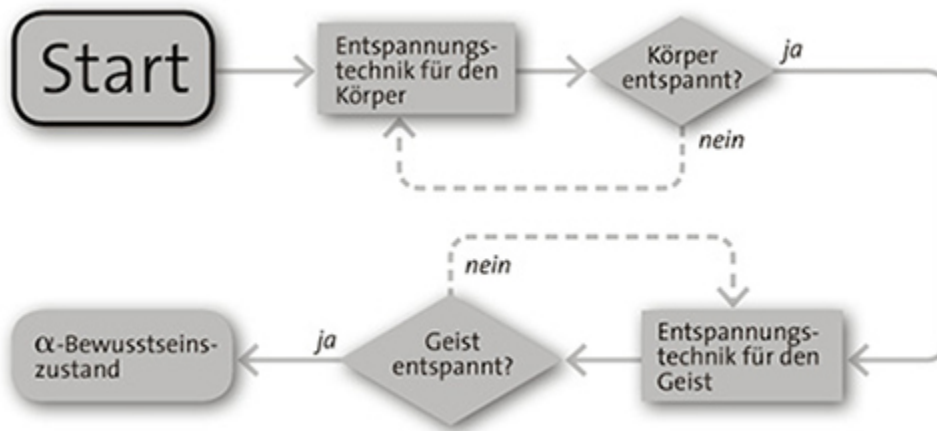 Start
Entspannungs-
technik für den
Körper
Körper
entspannt?
ja
nein
nein
Entspannungs-
technik für den
Geist
Geist
entspannt?
ja
α-Bewusstseins-
zustand